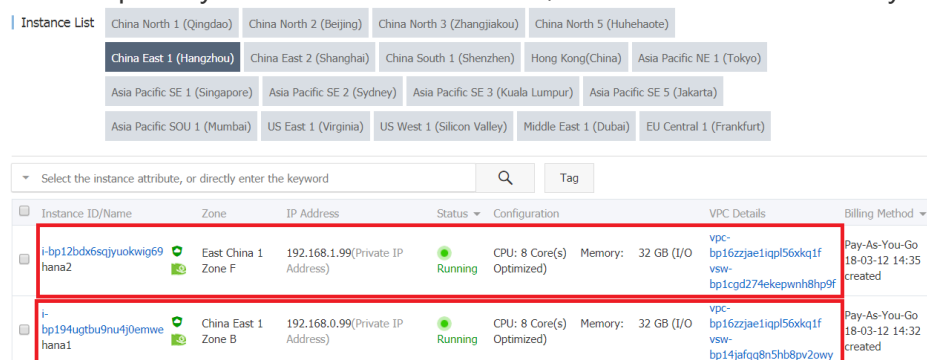 Instance List
China North 1 (Qingdao) China North 2 (Beijing) China North 3 (Zhangjiakou) China North 5 (Huhehaote)
China East 1 (Hangzhou) China East 2 (Shanghai) China South 1 (Shenzhen) Hong Kong(China) Asia Pacific NE 1 (Tokyo)
Asia Pacific SE 1 (Singapore) Asia Pacific SE 2 (Sydney) Asia Pacific SE 3 (Kuala Lumpur) Asia Pacific SE 5 (Jakarta)
Asia Pacific SOU 1 (Mumbai) US East 1 (Virginia) US West 1 (Silicon Valley) Middle East 1 (Dubai) EU Central 1 (Frankfurt)
Select the instance attribute, or directly enter the keyword Tag
Instance ID/Name Zone IP Address Status Configuration VPC Details Billing Method
i-bp12bdx6sqjyuokwig69
hana2
East China 1
Zone F
192.168.1.99(Private IP
Address)
Running
CPU: 8 Core(s) Memory: 32 GB (I/O
Optimized)
vpc-
bp16zzjae1iqpl56xkq1f
vsw-
bp1cgd274ekepwnh8hp9f
Pay-As-You-Go
18-03-12 14:35
created
i-
bp194ugtbu9nu4j0emwe
hana1
China East 1
Zone B
192.168.0.99(Private IP
Address)
Running
CPU: 8 Core(s) Memory: 32 GB (I/O
Optimized)
vpc-
bp16zzjae1iqpl56xkq1f
vsw-
bp14jafqq8n5hb8pv2owy
Pay-As-You-Go
18-03-12 14:32
created